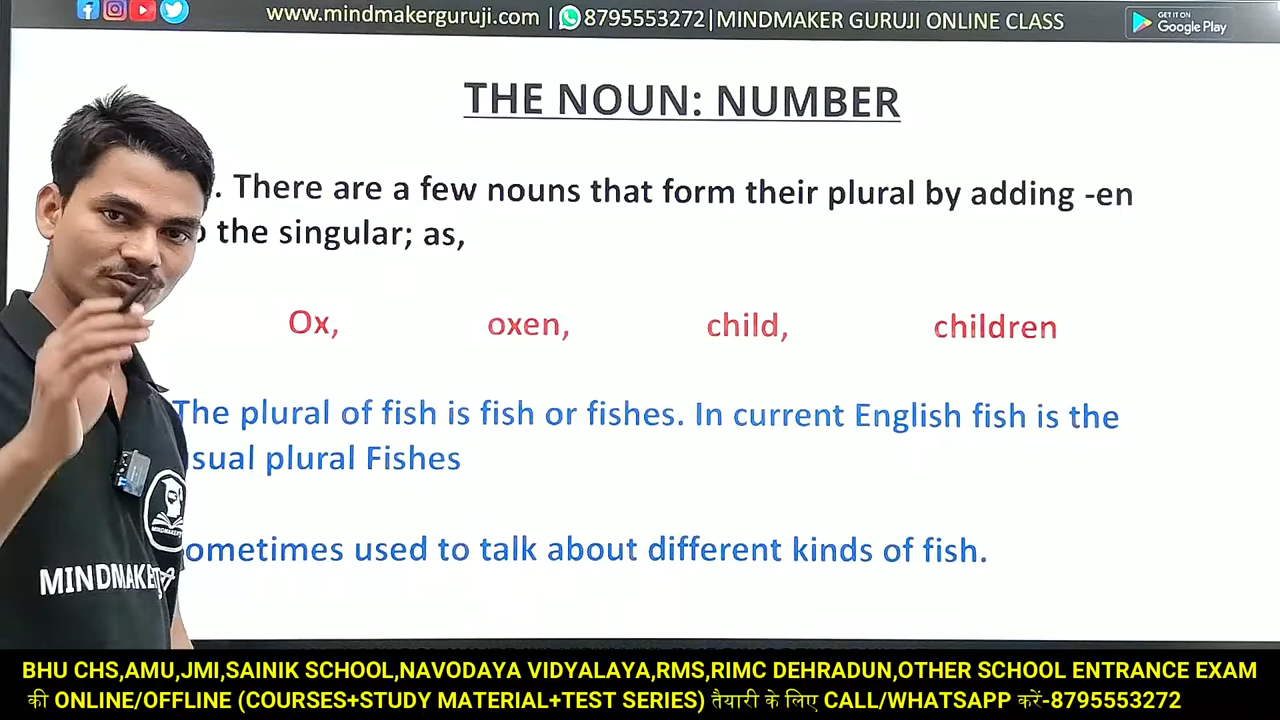 www.mindmakerguruji.com | 8795553272|MINDMAKER GURUJI ONLINE CLASS
GET IT ON
Google Play
THE NOUN: NUMBER
. There are a few nouns that form their plural by adding -en
the singular; as,
Ox, oxen, child, children
The plural of fish is fish or fishes. In current English fish is the
sual plural Fishes
ometimes used to talk about different kinds of fish.
MINDMAKER
BHU CHS,AMU,JMI,SAINIK SCHOOL,NAVODAYA VIDYALAYA,RMS,RIMC DEHRADUN,OTHER SCHOOL ENTRANCE EXAM
की ONLINE/OFFLINE (COURSES+STUDY MATERIAL+TEST SERIES) तैयारी के लिए CALL/WHATSAPP करें-8795553272